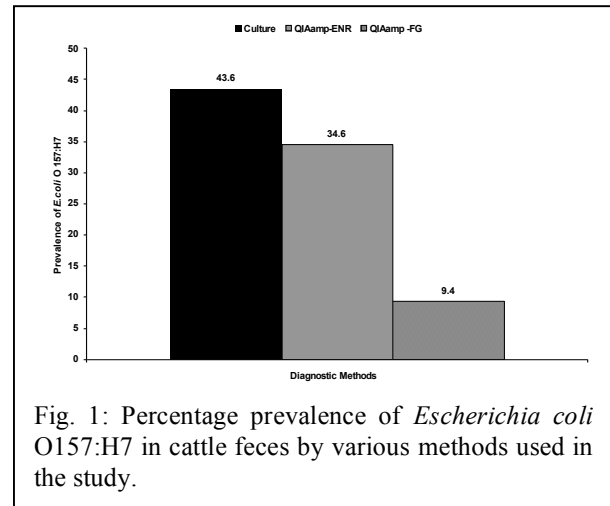 Culture QIAamp-ENR QIAamp -FG
50
45
40
35
30
25
20
15
10
5
0
Prevalence of E.coli O 157:H7
43.6
34.6
9.4
Diagnostic Methods
Fig. 1: Percentage prevalence of Escherichia coli
O157:H7 in cattle feces by various methods used in
the study.